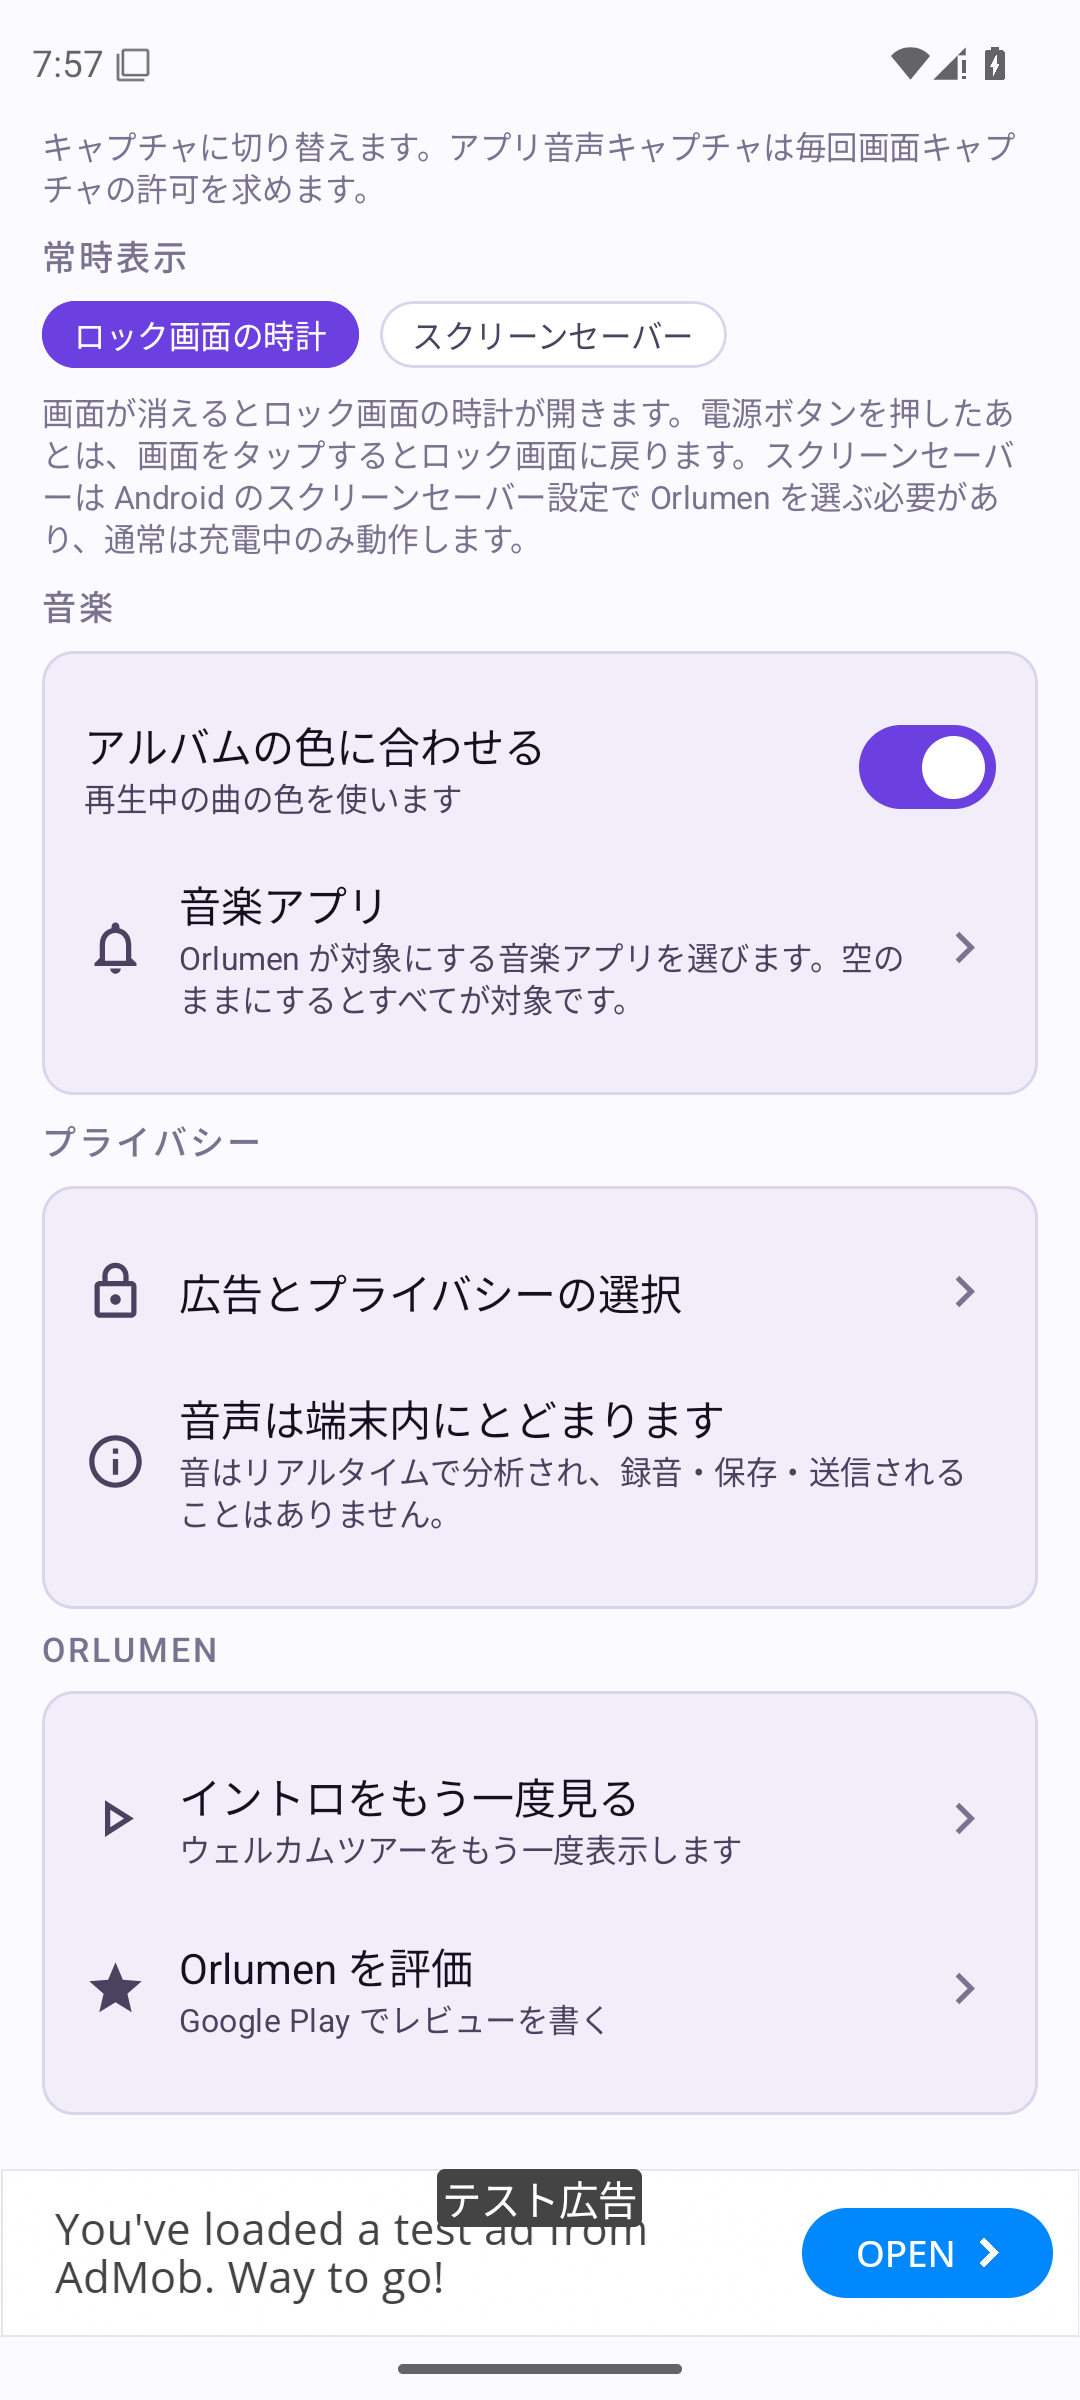 7:57
キャプチャに切り替えます。アプリ音声キャプチャは毎回画面キャプ
チャの許可を求めます。
常時表示
ロック画面の時計
スクリーンセーバー
画面が消えるとロック画面の時計が開きます。電源ボタンを押したあ
とは、画面をタップするとロック画面に戻ります。スクリーンセーバ
ーは Android のスクリーンセーバー設定で Orlumen を選ぶ必要があ
り、通常は充電中のみ動作します。
音楽
アルバムの色に合わせる
再生中の曲の色を使います
音楽アプリ
Orlumen が対象にする音楽アプリを選びます。空の
ままにするとすべてが対象です。
プライバシー
広告とプライバシーの選択
音声は端末内にとどまります
音はリアルタイムで分析され、録音・保存・送信される
ことはありません。
ORLUMEN
イントロをもう一度見る
ウェルカムツアーをもう一度表示します
Orlumen を評価
Google Play でレビューを書く
テスト広告
You've loaded a test ad from
AdMob. Way to go!
OPEN